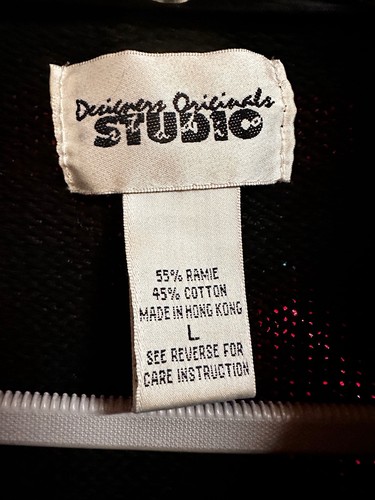 Designers Originals
STUDIO
55% RAMIE
45% COTTON
MADE IN HONG KONG
L
SEE REVERSE FOR
CARE INSTRUCTION